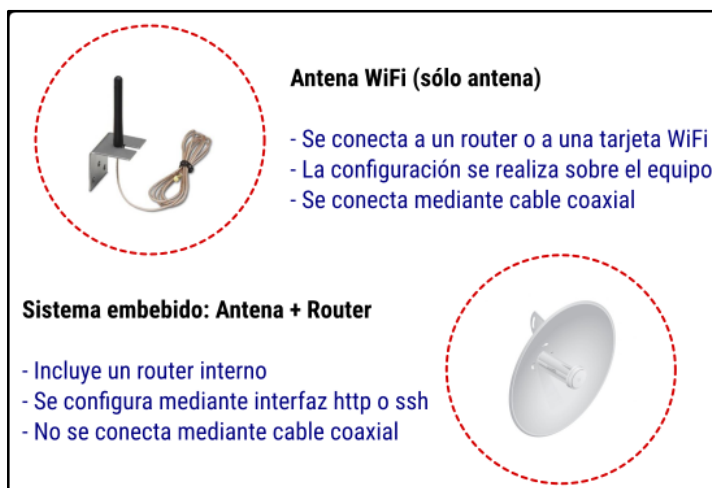 Antena WiFi (sólo antena)
- Se conecta a un router o a una tarjeta WiFi
- La configuración se realiza sobre el equipo
- Se conecta mediante cable coaxial
Sistema embebido: Antena + Router
- Incluye un router interno
- Se configura mediante interfaz http o ssh
- No se conecta mediante cable coaxial